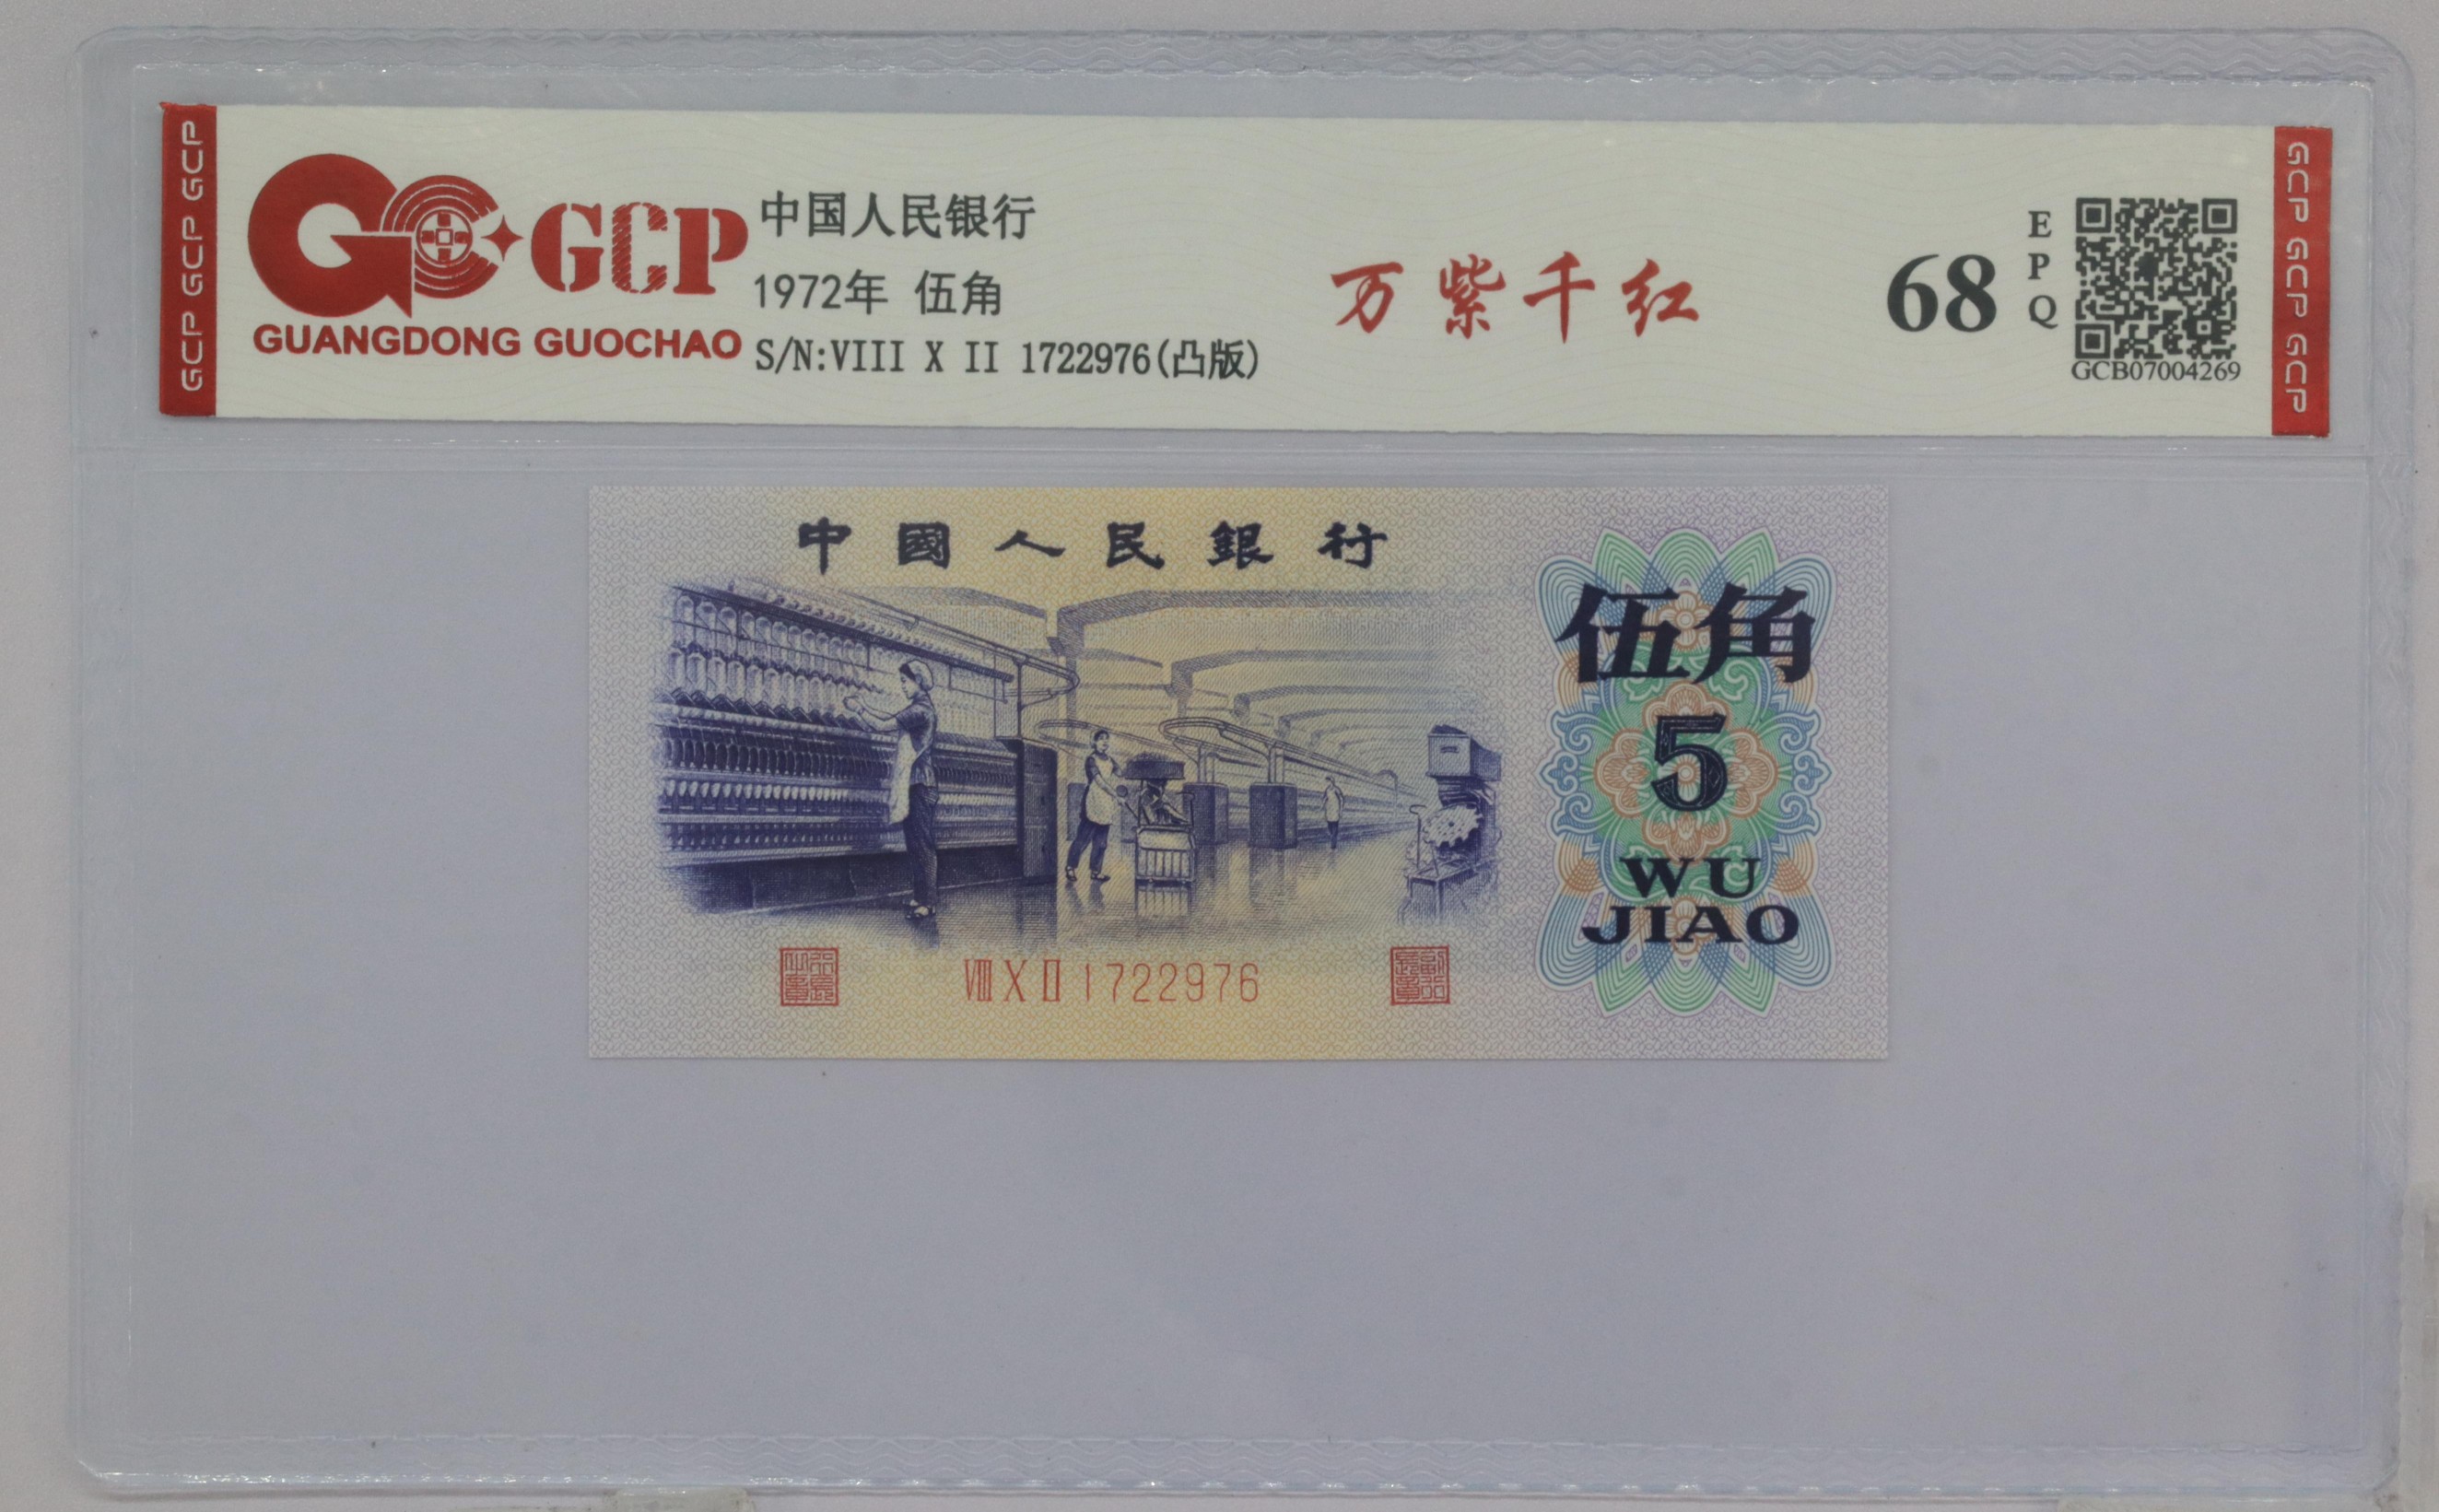 GCP GCP GCP
GCP
GUANGDONG GUOCHAO
中国人民银行
1972年 伍角
S/N:VIII X II 1722976(凸版)
万紫千红
68
EPQ
GCB07004269
GCP GCP GCP
中國人民銀行
伍角
5
WU
JIAO
VIII X II 1722976